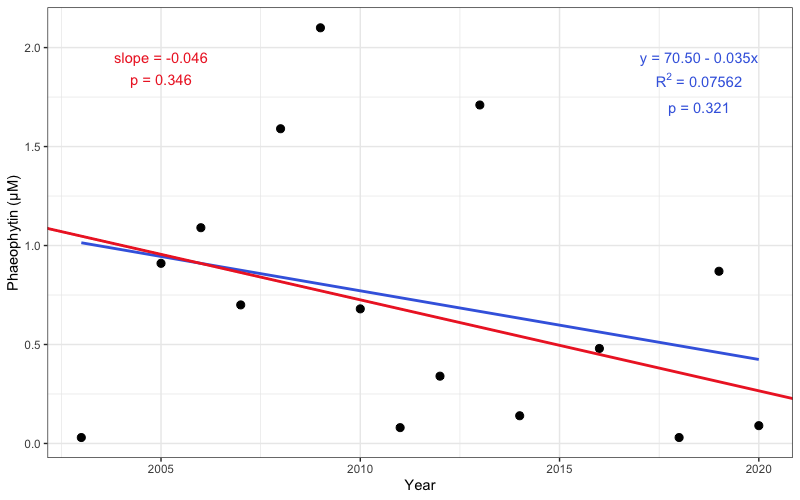 slope = -0.046
p = 0.346
y = 70.50 - 0.035x
R² = 0.07562
p = 0.321
Phaeophytin (µM)
2.0
1.5
1.0
0.5
0.0
2005 2010 2015 2020
Year